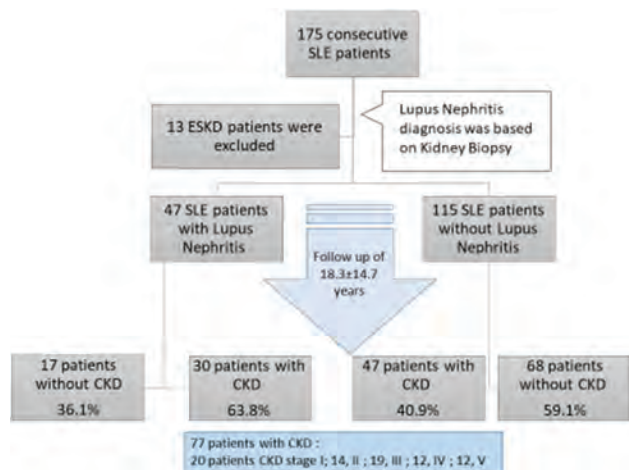 175 consecutive
SLE patients
Lupus Nephritis
diagnosis was based
on Kidney Biopsy
13 ESKD patients were
excluded
47 SLE patients
with Lupus
Nephritis
115 SLE patients
without Lupus
Nephritis
Follow up of
18.3±14.7
years
17 patients
without CKD
36.1%
30 patients with
CKD
63.8%
47 patients with
CKD
40.9%
68 patients
without CKD
59.1%
77 patients with CKD :
20 patients CKD stage I; 14, II ; 19, III ; 12, IV ; 12, V